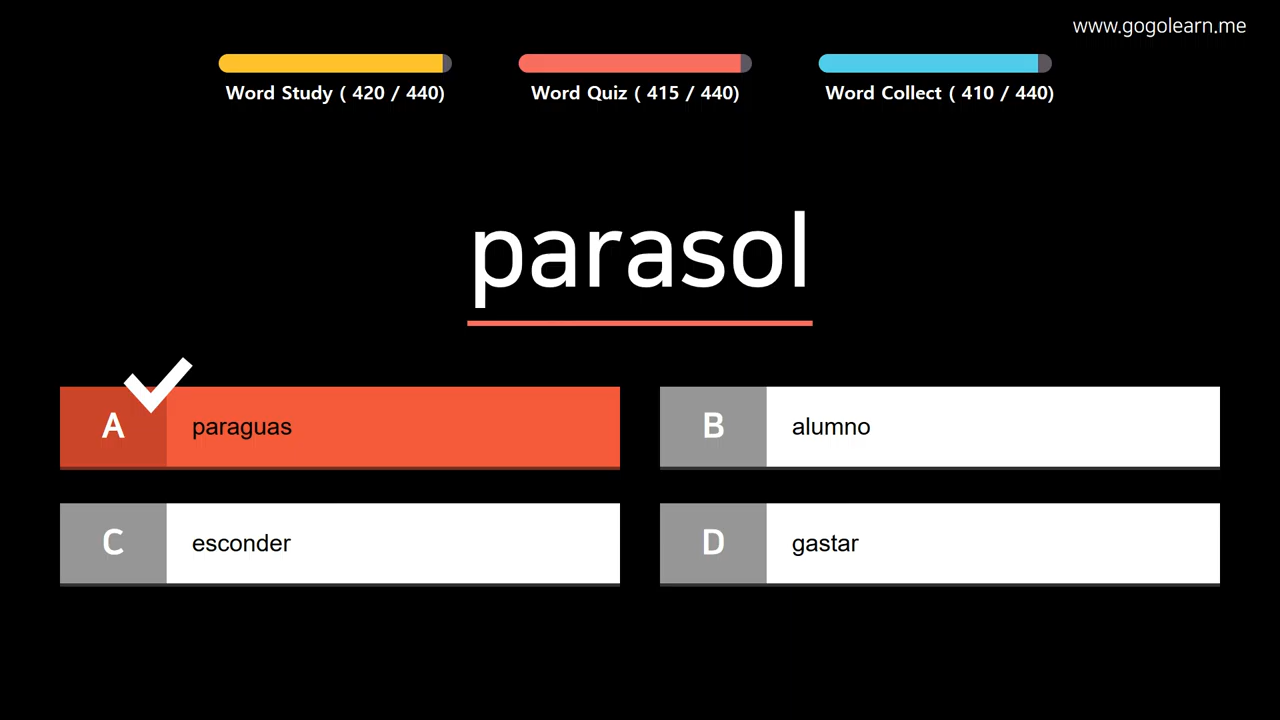 www.gogolearn.me
Word Study ( 420 / 440)
Word Quiz ( 415 / 440)
Word Collect ( 410 / 440)
parasol
A paraguas
B alumno
C esconder
D gastar